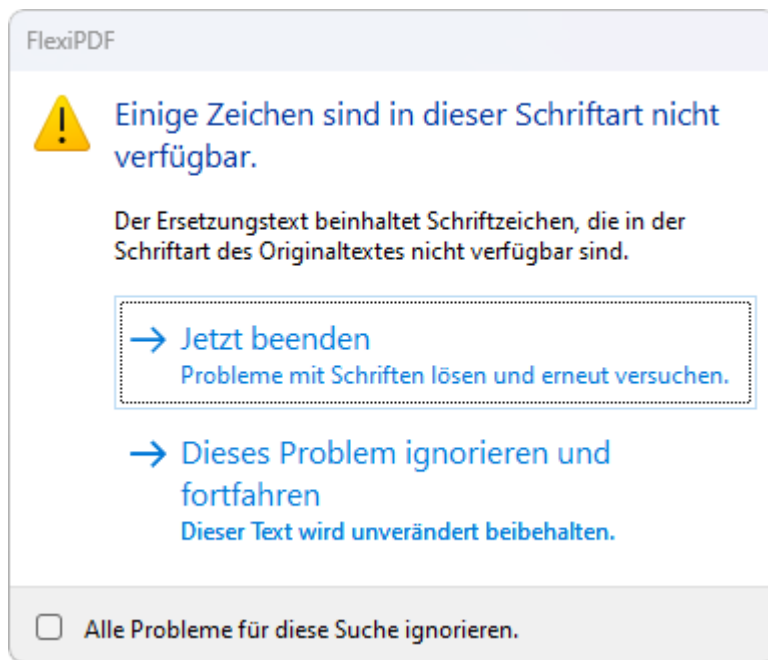 FlexiPDF
Einige Zeichen sind in dieser Schriftart nicht
verfügbar.
Der Ersetzungstext beinhaltet Schriftzeichen, die in der
Schriftart des Originaltextes nicht verfügbar sind.
Jetzt beenden
Probleme mit Schriften lösen und erneut versuchen.
Dieses Problem ignorieren und
fortfahren
Dieser Text wird unverändert beibehalten.
Alle Probleme für diese Suche ignorieren.